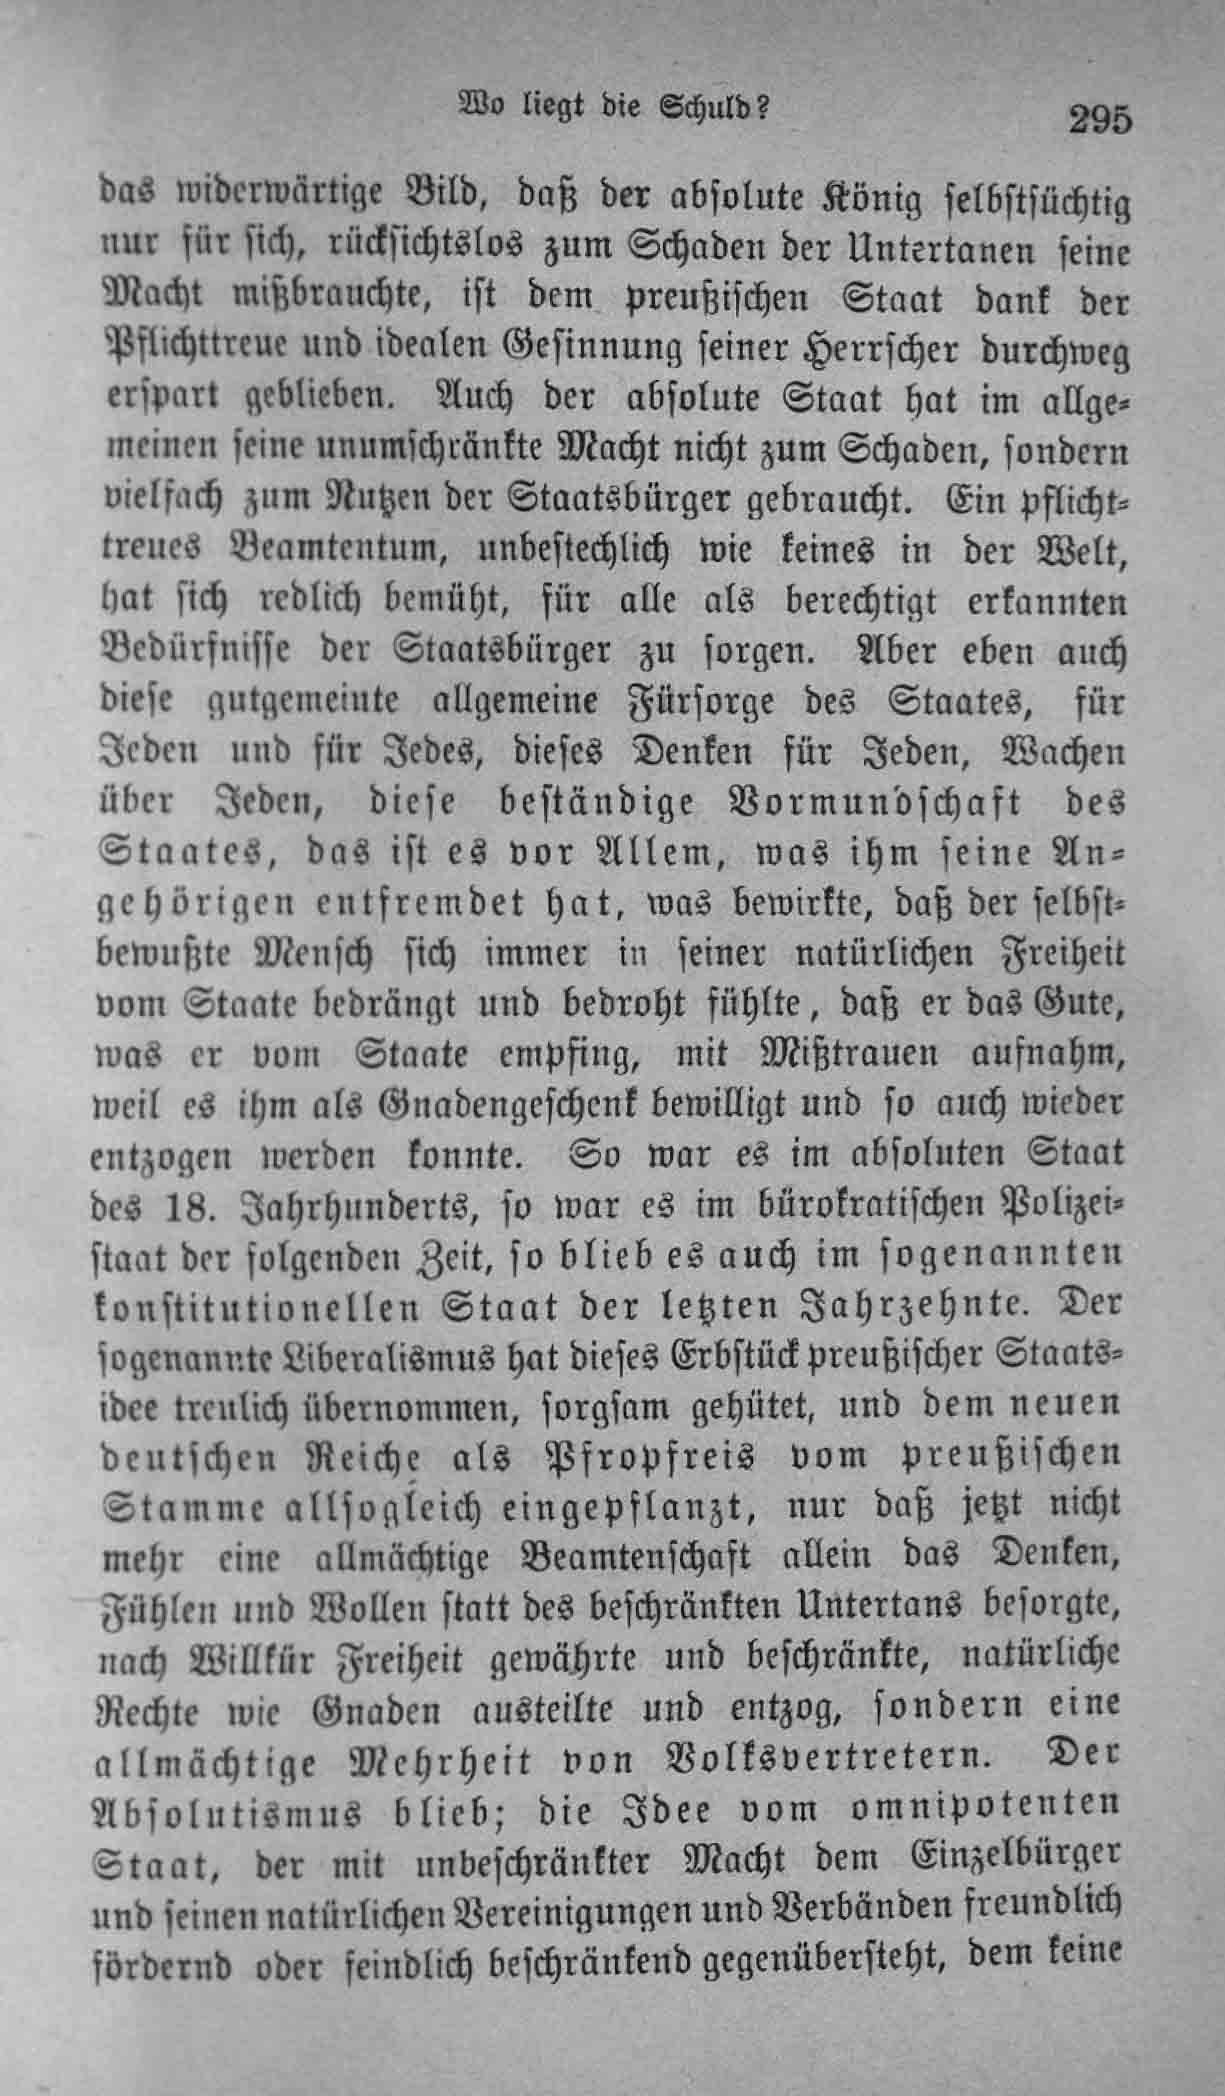 Wo liegt die Schuld?
295
das widerwärtige Bild, daß der absolute König selbstsüchtig
nur für sich, rücksichtslos zum Schaden der Untertanen seine
Macht mißbrauchte, ist dem preußischen Staat dank der
Pflichttreue und idealen Gesinnung seiner Herrscher durchweg
erspart geblieben. Auch der absolute Staat hat im allge-
meinen seine unumschränkte Macht nicht zum Schaden, sondern
vielfach zum Nutzen der Staatsbürger gebraucht. Ein pflicht-
treues Beamtentum, unbestechlich wie keines in der Welt,
hat sich redlich bemüht, für alle als berechtigt erkannten
Bedürfnisse der Staatsbürger zu sorgen. Aber eben auch
diese gutgemeinte allgemeine Fürsorge des Staates, für
Jeden und für Jedes, dieses Denken für Jeden, Wachen
über Jeden, diese beständige Vormundschaft des
Staates, das ist es vor Allem, was ihm seine An-
gehörigen entfremdet hat, was bewirkte, daß der selbst-
bewußte Mensch sich immer in seiner natürlichen Freiheit
vom Staate bedrängt und bedroht fühlte, daß er das Gute,
was er vom Staate empfing, mit Mißtrauen aufnahm,
weil es ihm als Gnadengeschenk bewilligt und so auch wieder
entzogen werden konnte. So war es im absoluten Staat
des 18. Jahrhunderts, so war es im bürokratischen Polizei-
staat der folgenden Zeit, so blieb es auch im sogenannten
konstitutionellen Staat der letzten Jahrzehnte. Der
sogenannte Liberalismus hat dieses Erbstück preußischer Staats-
idee treulich übernommen, sorgsam gehütet, und dem neuen
deutschen Reiche als Pfropfreis vom preußischen
Stamme allsogleich eingepflanzt, nur daß jetzt nicht
mehr eine allmächtige Beamtenschaft allein das Denken,
Fühlen und Wollen statt des beschränkten Untertans besorgte,
nach Willkür Freiheit gewährte und beschränkte, natürliche
Rechte wie Gnaden austeilte und entzog, sondern eine
allmächtige Mehrheit von Volksvertretern. Der
Absolutismus blieb; die Idee vom omnipotenten
Staat, der mit unbeschränkter Macht dem Einzelbürger
und seinen natürlichen Vereinigungen und Verbänden freundlich
fördernd oder feindlich beschränkend gegenübersteht, dem keine